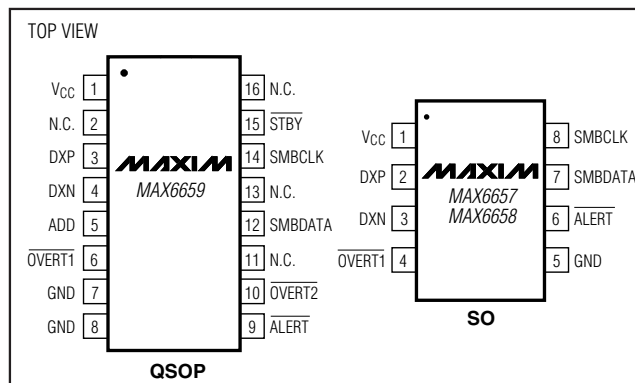 TOP VIEW
VCC 1
N.C. 2
DXP 3
DXN 4
ADD 5
OVERT1 6
GND 7
GND 8
MAXIM
MAX6659
16 N.C.
15 STBY
14 SMBCLK
13 N.C.
12 SMBDATA
11 N.C.
10 OVERT2
9 ALERT
QSOP
VCC 1
DXP 2
DXN 3
OVERT1 4
MAXIM
MAX6657
MAX6658
8 SMBCLK
7 SMBDATA
6 ALERT
5 GND
SO